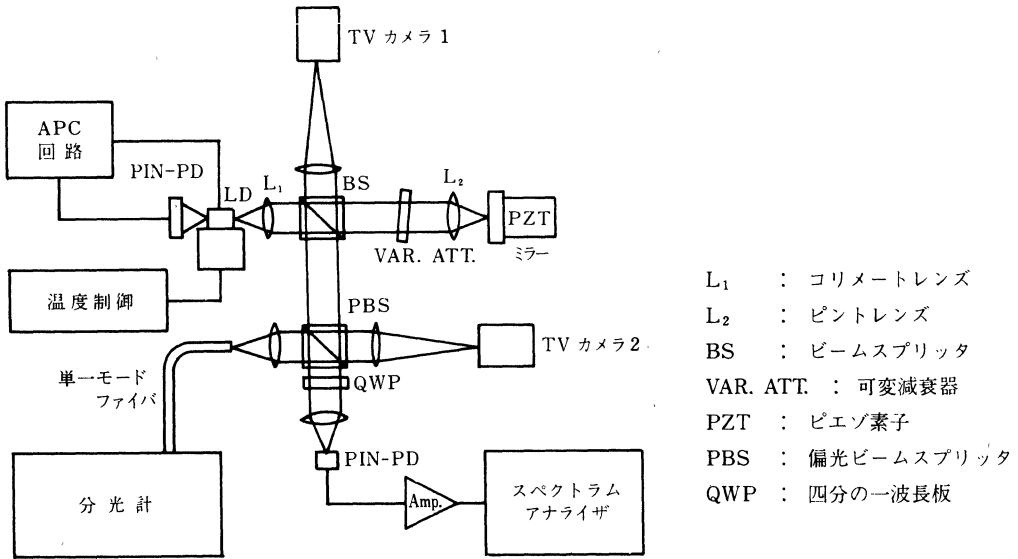 TVカメラ1
APC
回路
PIN-PD
LD
L₁
BS
L₂
PZT
VAR. ATT.
ミラー
温度制御
PBS
TVカメラ2
単一モード
ファイバ
QWP
PIN-PD
分光計
Amp.
スペクトラム
アナライザ
L₁ : コリメートレンズ
L₂ : ピントレンズ
BS : ビームスプリッタ
VAR. ATT. : 可変減衰器
PZT : ピエゾ素子
PBS : 偏光ビームスプリッタ
QWP : 四分の一波長板